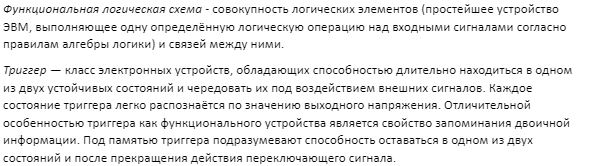 Функциональная логическая схема - совокупность логических элементов (простейшее устройство
ЭВМ, выполняющее одну определённую логическую операцию над входными сигналами согласно
правилам алгебры логики) и связей между ними.
Триггер — класс электронных устройств, обладающих способностью длительно находиться в одном
из двух устойчивых состояний и чередовать их под воздействием внешних сигналов. Каждое
состояние триггера легко распознаётся по значению выходного напряжения. Отличительной
особенностью триггера как функционального устройства является свойство запоминания двоичной
информации. Под памятью триггера подразумевают способность оставаться в одном из двух
состояний и после прекращения действия переключающего сигнала.